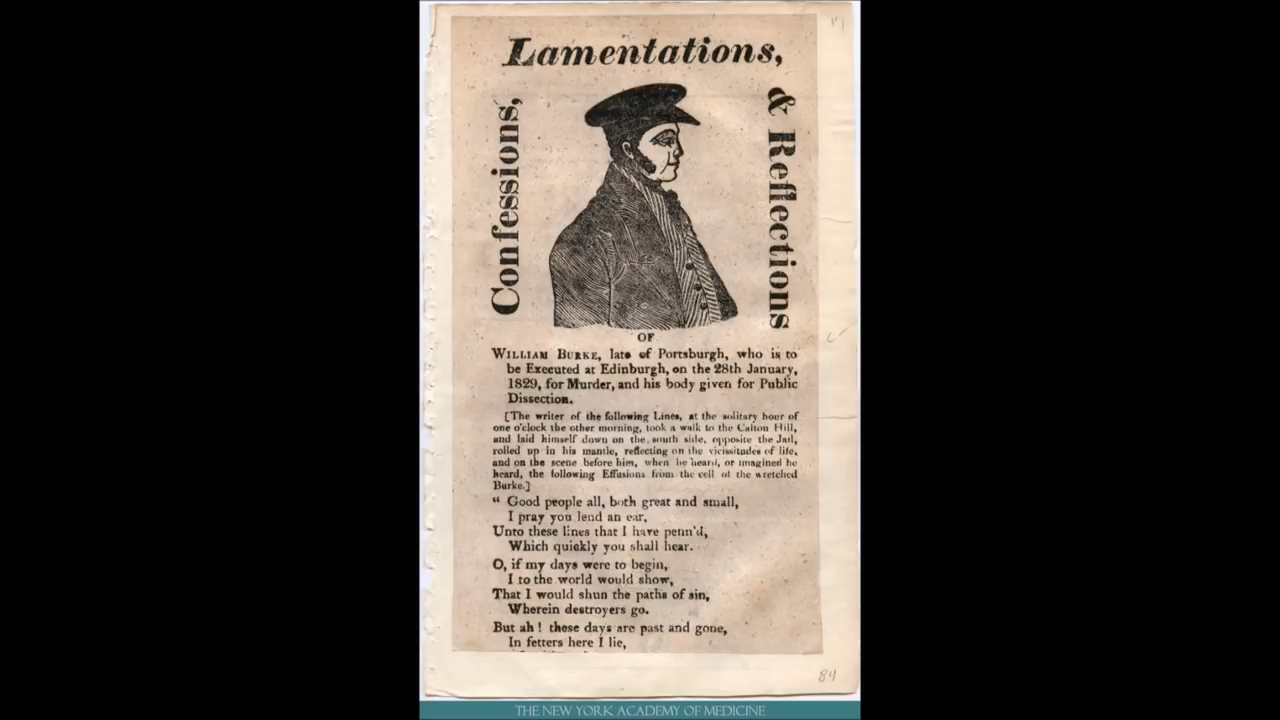 Lamentations,
Confessions,
& Reflections
OF
WILLIAM BURKE, late of Portsburgh, who is to
be Executed at Edinburgh, on the 28th January,
1829, for Murder, and his body given for Public
Dissection.
[The writer of the following Lines, at the solitary hour of
one o'clock the other morning, took a walk to the Calton Hill,
and laid himself down on the south side, opposite the Jail,
rolled up in his mantle, reflecting on the vicissitudes of life,
and on the scene before him, when he heard, or imagined he
heard, the following Effusions from the cell of the wretched
Burke.]
“ Good people all, both great and small,
I pray you lend an ear,
Unto these lines that I have penn'd,
Which quickly you shall hear.
O, if my days were to begin,
I to the world would show,
That I would shun the paths of sin,
Wherein destroyers go.
But ah ! these days are past and gone,
In fetters here I lie,
84
THE NEW YORK ACADEMY OF MEDICINE